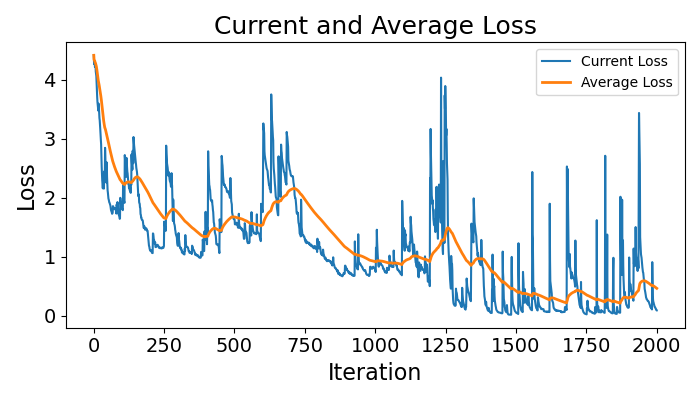 Current and Average Loss
Loss
4
3
2
1
0
Current Loss
Average Loss
0 250 500 750 1000 1250 1500 1750 2000
Iteration